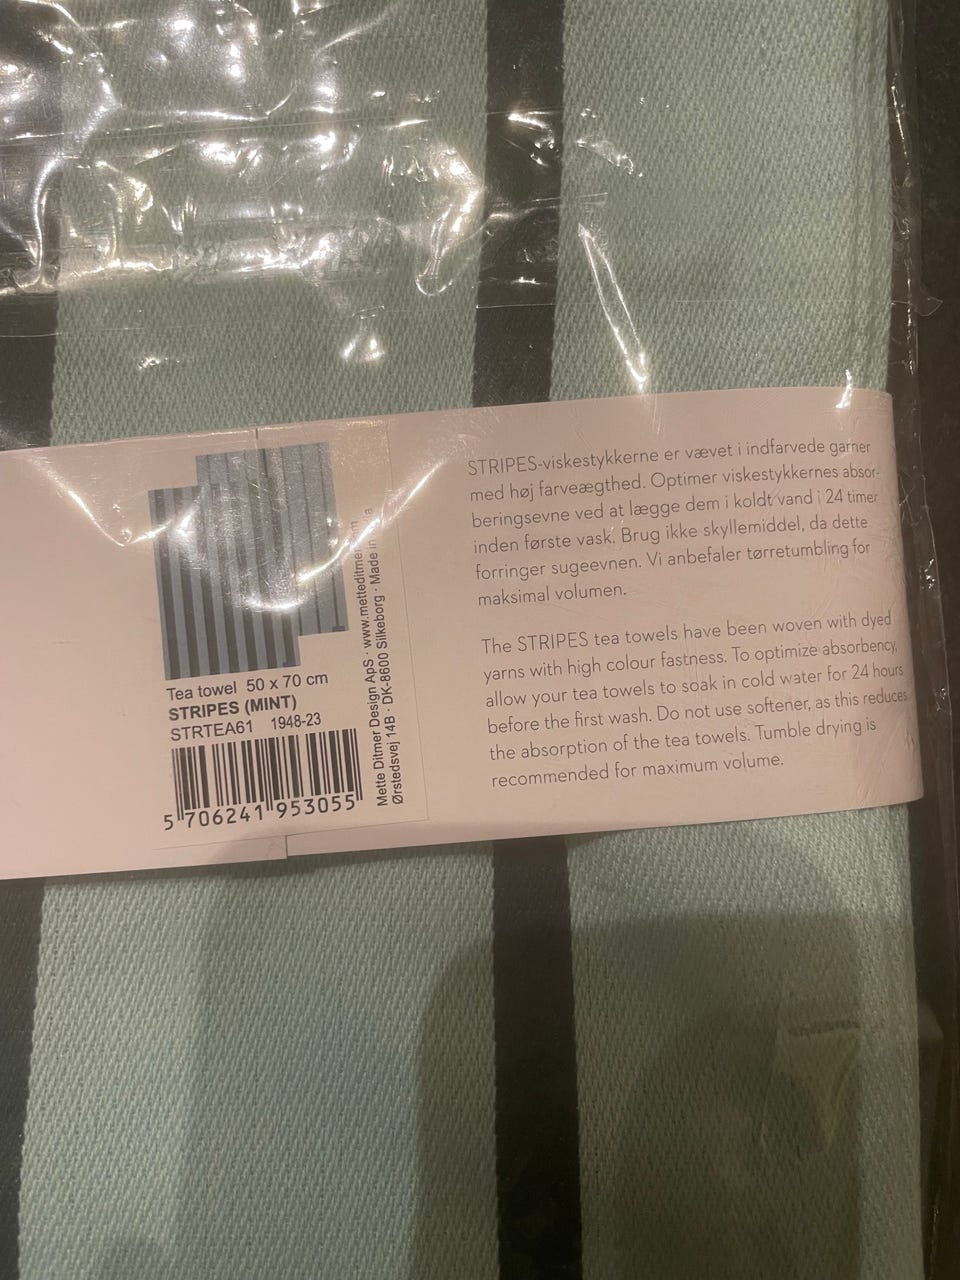 Tea towel 50 x 70 cm
STRIPES (MINT)
STRTEA61 1948-23
5 706241 953055
Mette Ditmer Design ApS · www.metteditmer
Ørstedsvej 14B · DK-8600 Silkeborg · Made in
STRIPES-viskestykkerne er vævet i indfarvede garner
med høj farveægthed. Optimer viskestykkernes absor-
beringsevne ved at lægge dem i koldt vand i 24 timer
inden første vask. Brug ikke skyllemiddel, da dette
forringer sugeevnen. Vi anbefaler tørretumbling for
maksimal volumen.
The STRIPES tea towels have been woven with dyed
yarns with high colour fastness. To optimize absorbency,
allow your tea towels to soak in cold water for 24 hours
before the first wash. Do not use softener, as this reduces
the absorption of the tea towels. Tumble drying is
recommended for maximum volume.